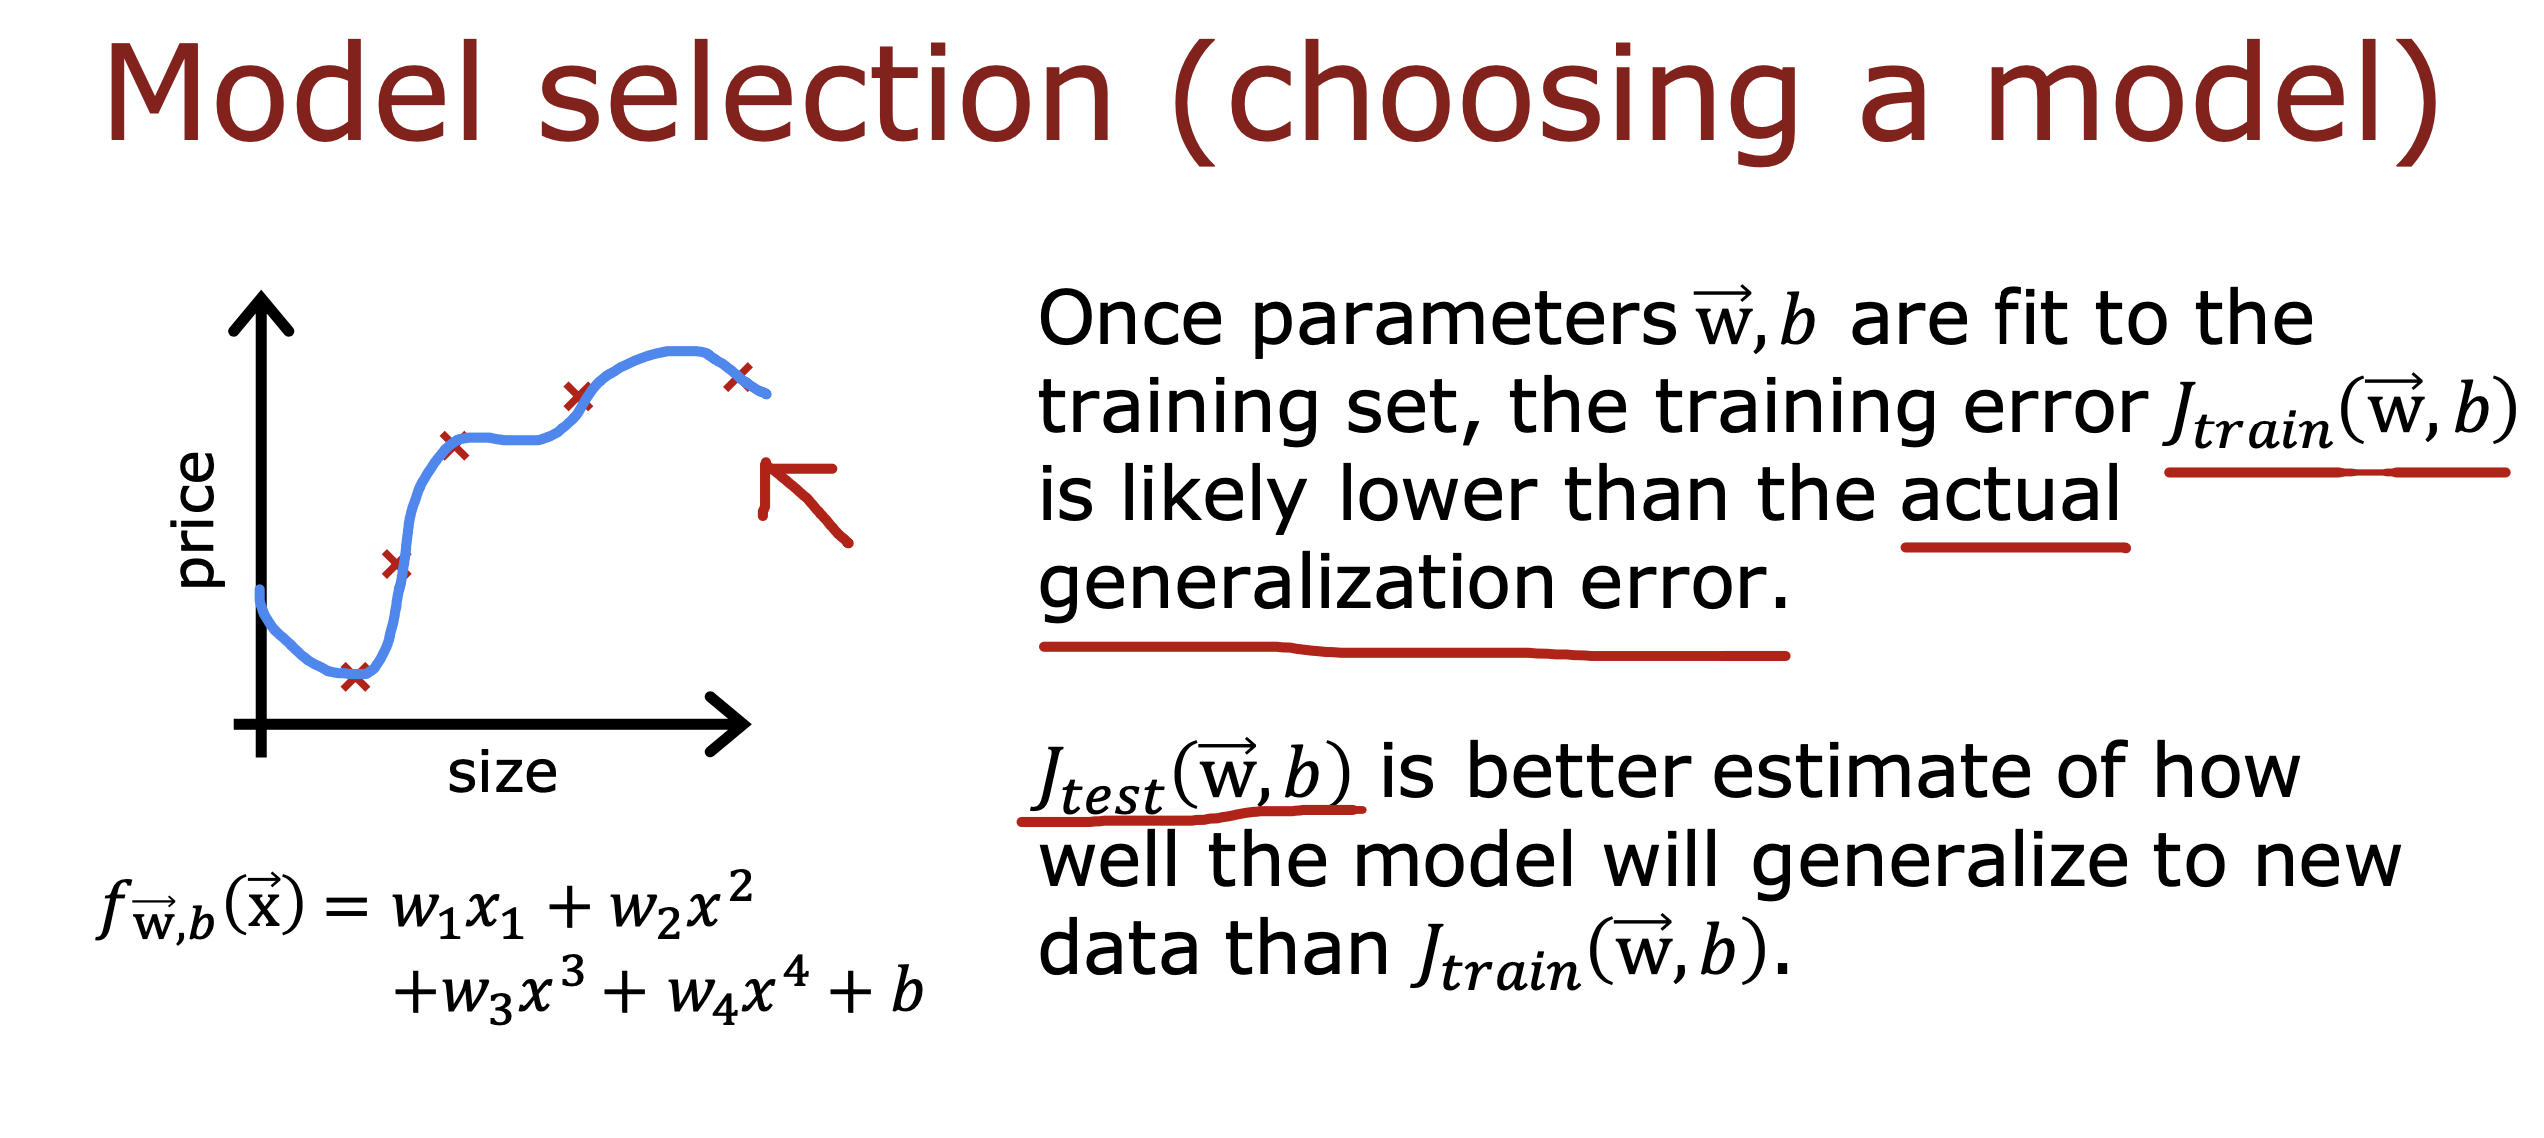 Model selection (choosing a model)
price
size
f_{\vec{w},b}(\vec{x}) = w_1x_1 + w_2x^2
+w_3x^3 + w_4x^4 + b
Once parameters \vec{w}, b are fit to the
training set, the training error J_{train}(\vec{w}, b)
is likely lower than the actual
generalization error.
J_{test}(\vec{w}, b) is better estimate of how
well the model will generalize to new
data than J_{train}(\vec{w}, b).